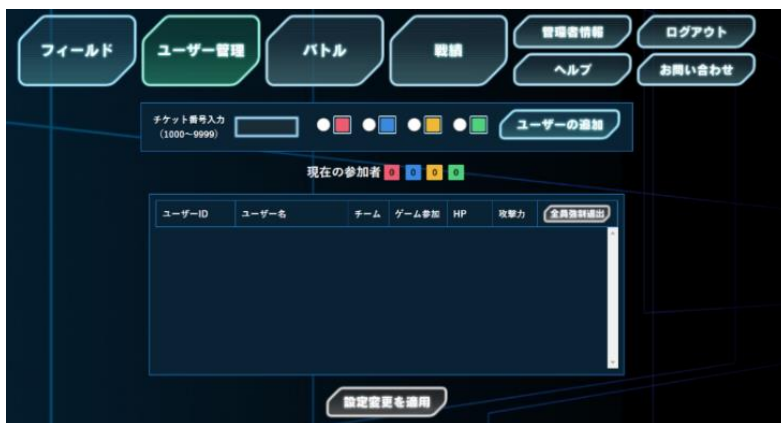 フィールド
ユーザー管理
バトル
戦績
管理者情報
ログアウト
ヘルプ
お問い合わせ
チケット番号入力
(1000～9999)
ユーザーの追加
現在の参加者 0 0 0 0
ユーザーID ユーザー名 チーム ゲーム参加 HP 攻撃力 全員強制退出
設定変更を適用